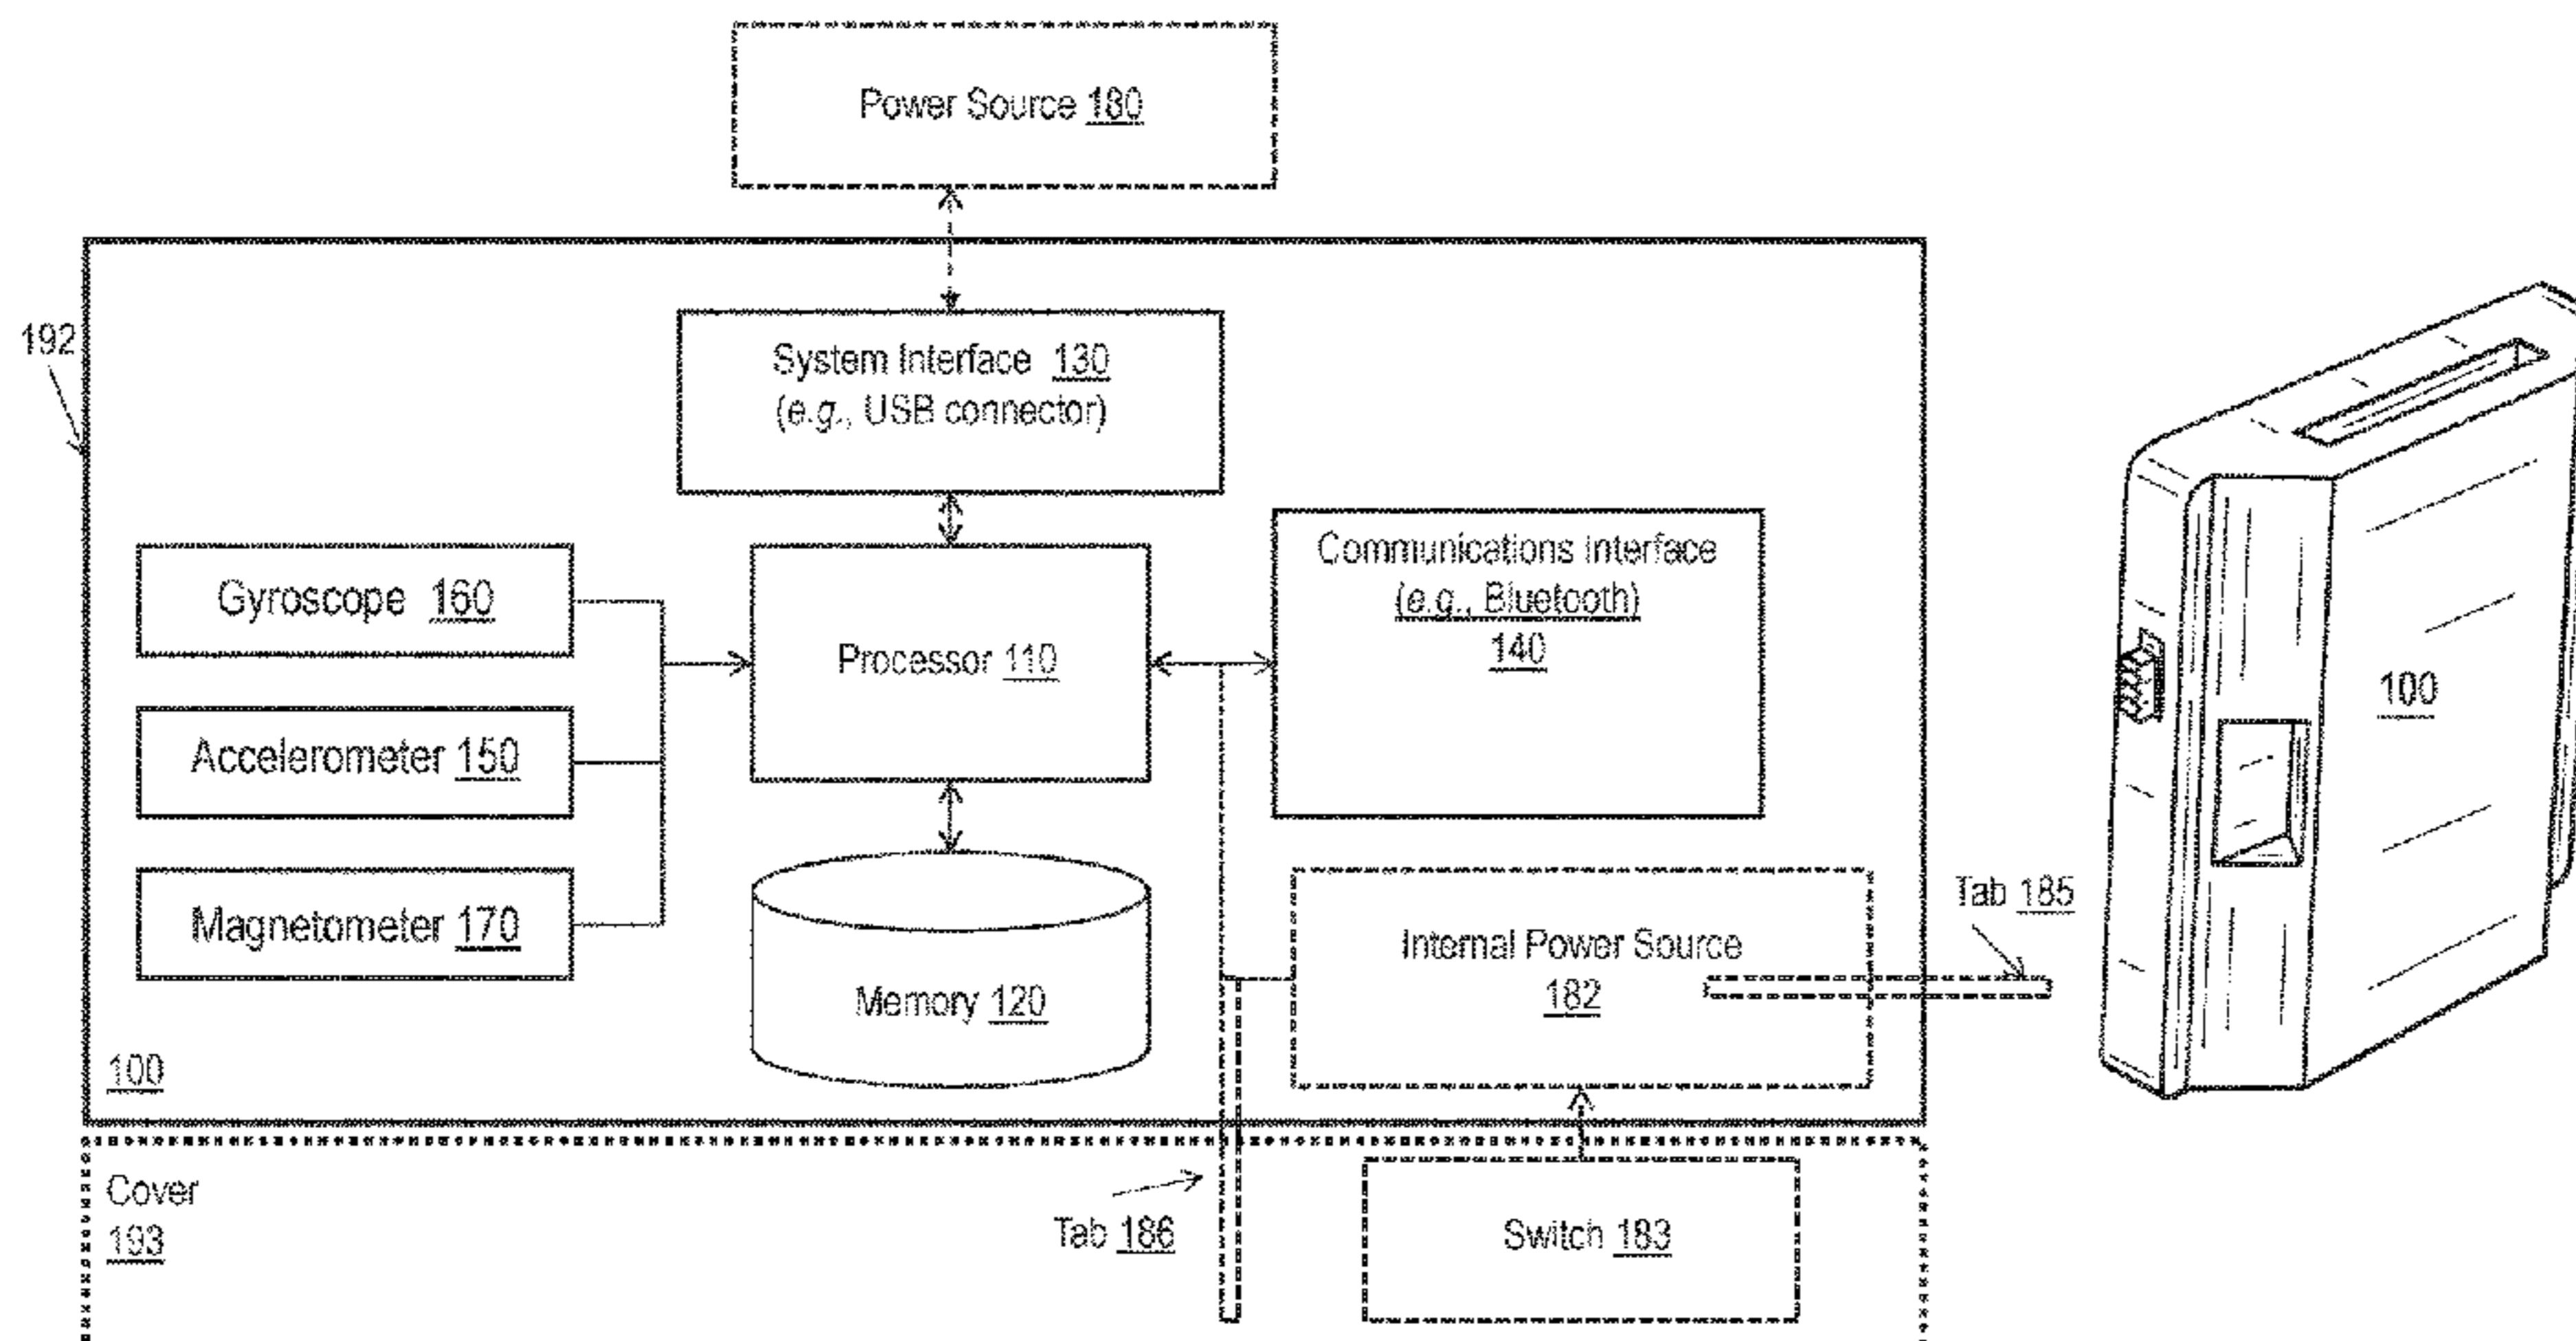 Power Source 180
192
System Interface 130
(e.g., USB connector)
Gyroscope 160
Accelerometer 150
Magnetometer 170
Processor 110
Communications Interface
(e.g., Bluetooth)
140
Memory 120
Internal Power Source
182
Tab 185
100
100
Cover
193
Tab 186
Switch 183